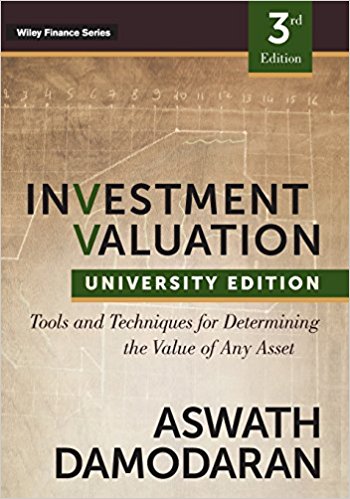 Wiley Finance Series
3rd
Edition
INVESTMENT
VALUATION
UNIVERSITY EDITION
Tools and Techniques for Determining
the Value of Any Asset
ASWATH
DAMODARAN